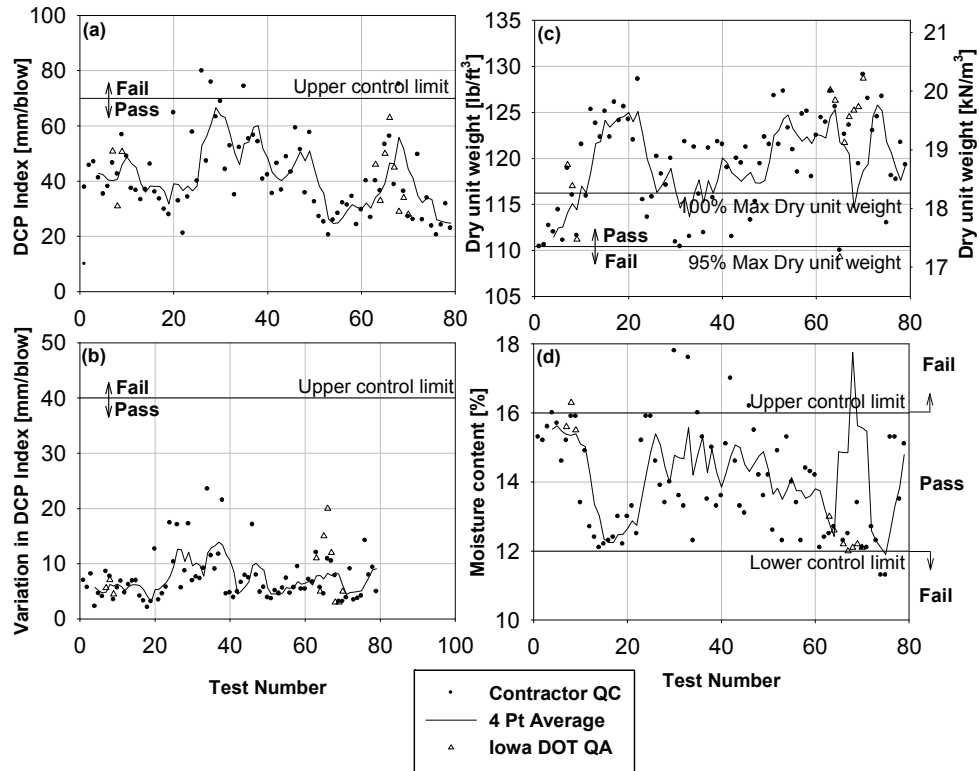 (a)
DCP Index [mm/blow]
100
80
60
40
20
0
Fail
Pass
Upper control limit
0
20
40
60
80
100
(c)
Dry unit weight [lb/ft³]
135
130
125
120
115
110
105
100% Max Dry unit weight
Pass
Fail
95% Max Dry unit weight
0
20
40
60
80
21
20
19
18
17
Dry unit weight [kN/m³]
(b)
Variation in DCP Index [mm/blow]
50
40
30
20
10
0
Fail
Pass
Upper control limit
0
20
40
60
80
100
Test Number
(d)
Moisture content [%]
18
16
14
12
10
Upper control limit
Lower control limit
Fail
Pass
Fail
0
20
40
60
80
Test Number
Contractor QC
4 Pt Average
Iowa DOT QA